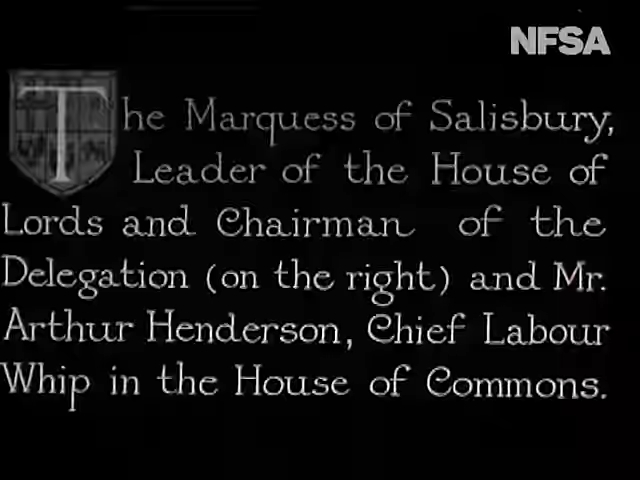 NFSA
The Marquess of Salisbury,
Leader of the House of
Lords and Chairman of the
Delegation (on the right) and Mr.
Arthur Henderson, Chief Labour
Whip in the House of Commons.